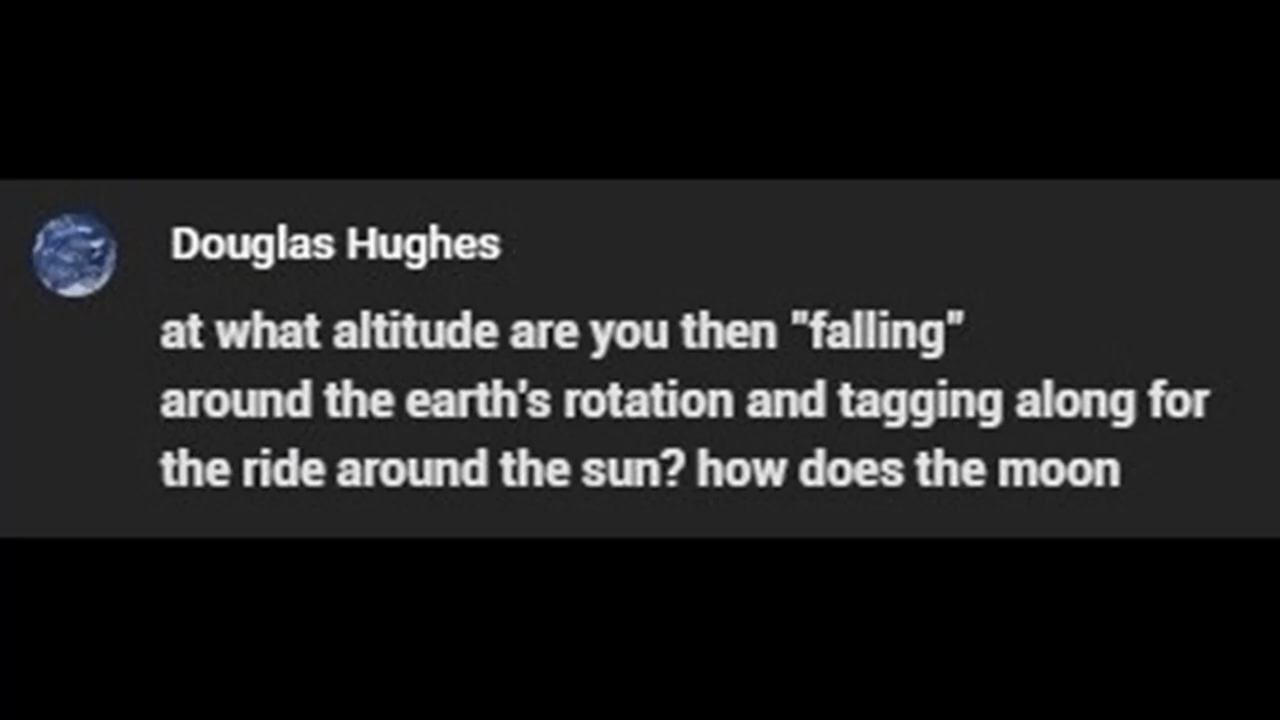 Douglas Hughes
at what altitude are you then "falling"
around the earth's rotation and tagging along for
the ride around the sun? how does the moon